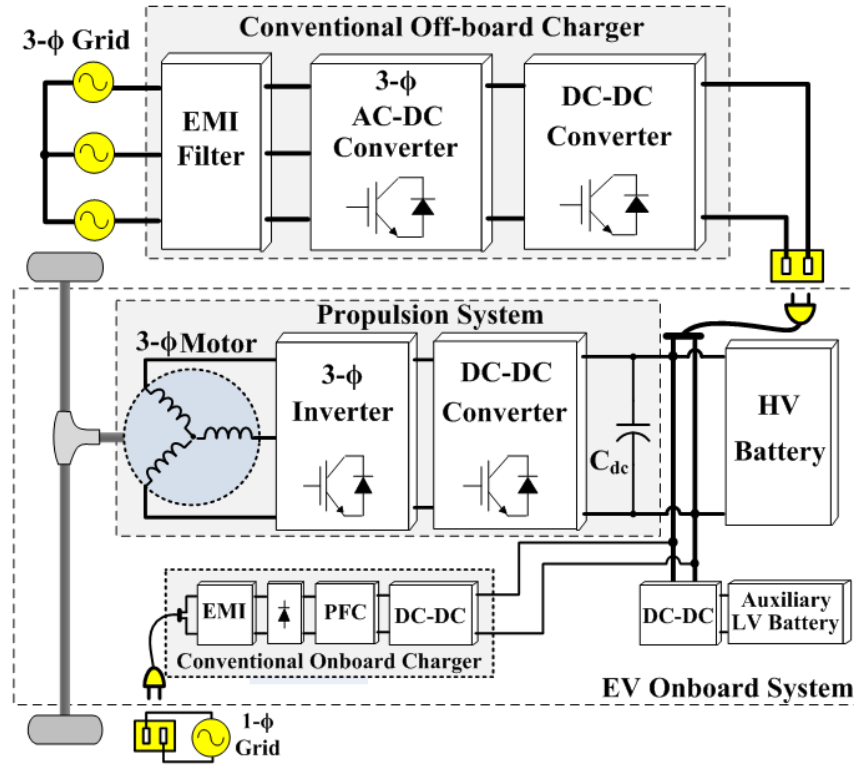 Conventional Off-board Charger
3-ϕ Grid
EMI
Filter
3-ϕ
AC-DC
Converter
DC-DC
Converter
Propulsion System
3-ϕ Motor
3-ϕ
Inverter
DC-DC
Converter
Cdc
HV
Battery
EMI
PFC
DC-DC
Conventional Onboard Charger
DC-DC
Auxiliary
LV Battery
EV Onboard System
1-ϕ
Grid